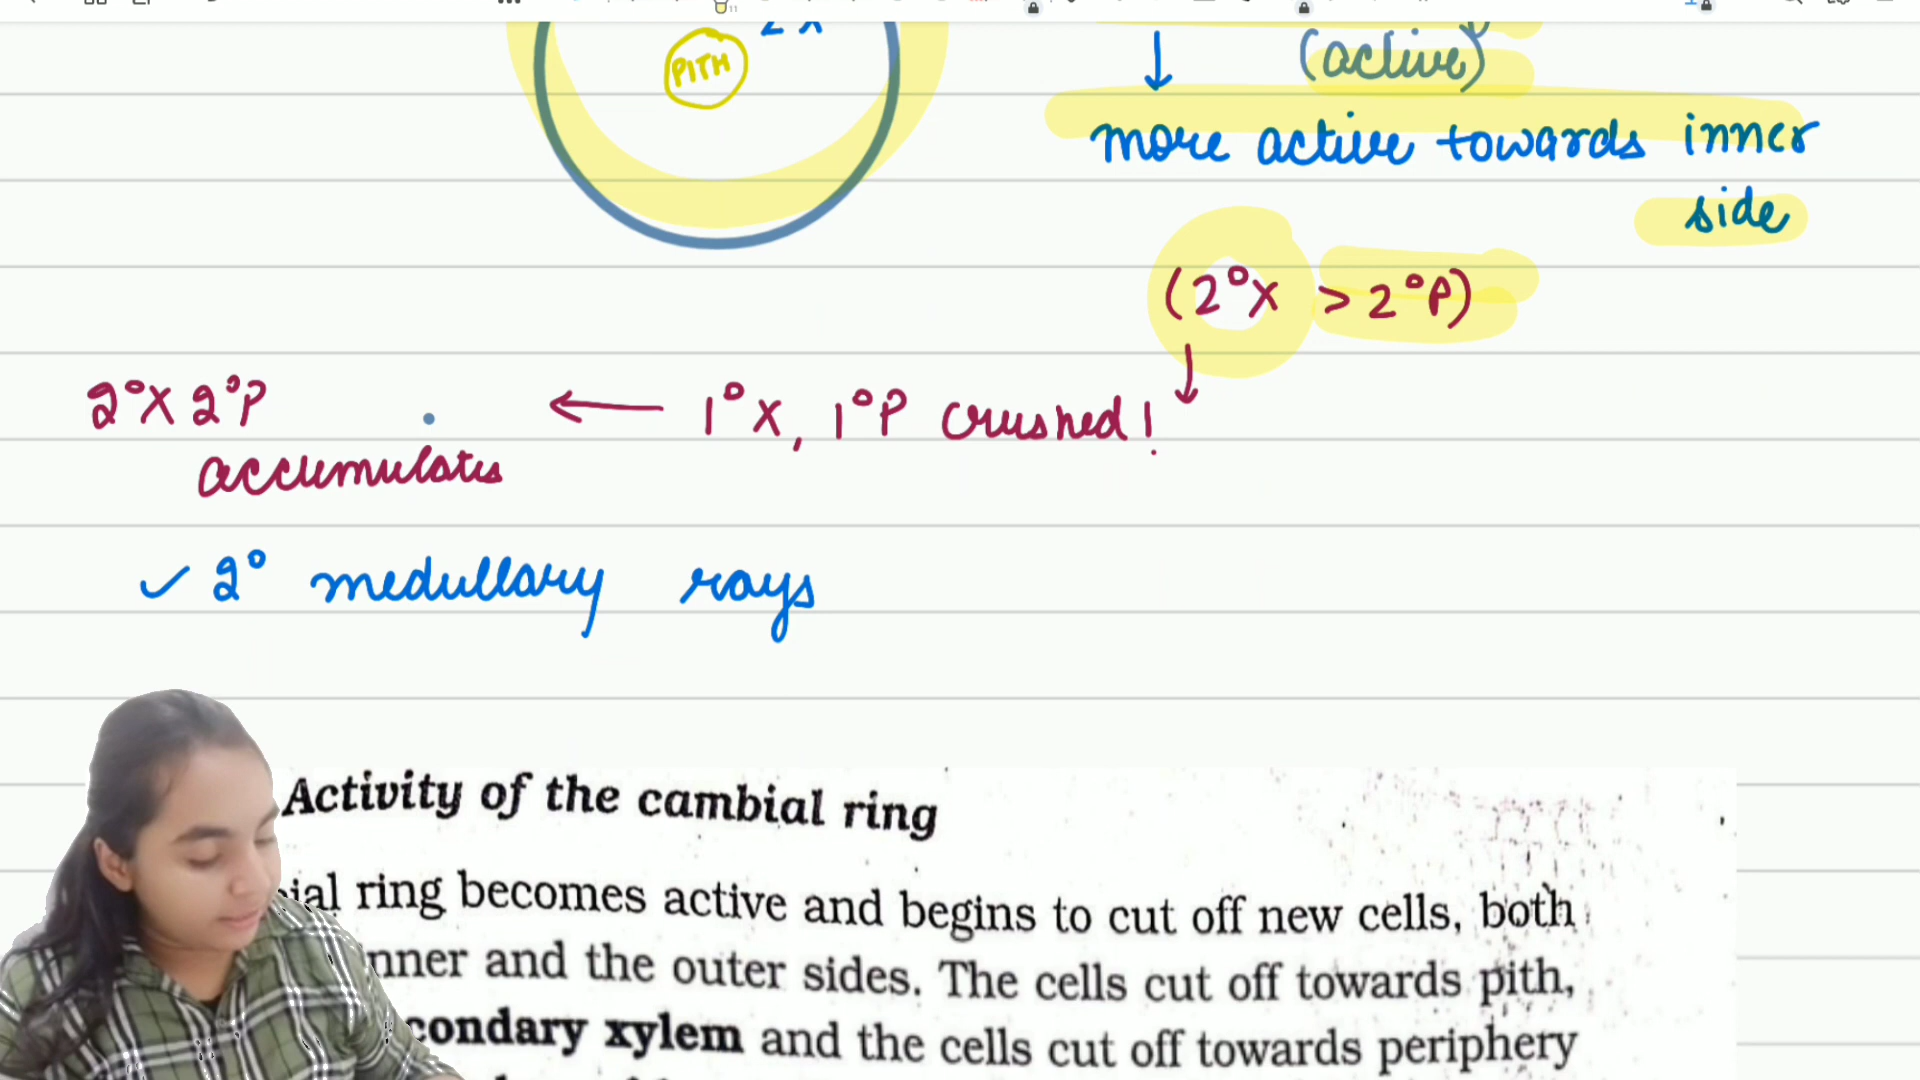 PITH
(active)
more active towards inner
side
(2°X > 2°P)
2°X 2°P ← 1°X, 1°P crushed!
accumulates
✓ 2° medullary rays
Activity of the cambial ring
ial ring becomes active and begins to cut off new cells, both
nner and the outer sides. The cells cut off towards pith,
condary xylem and the cells cut off towards periphery